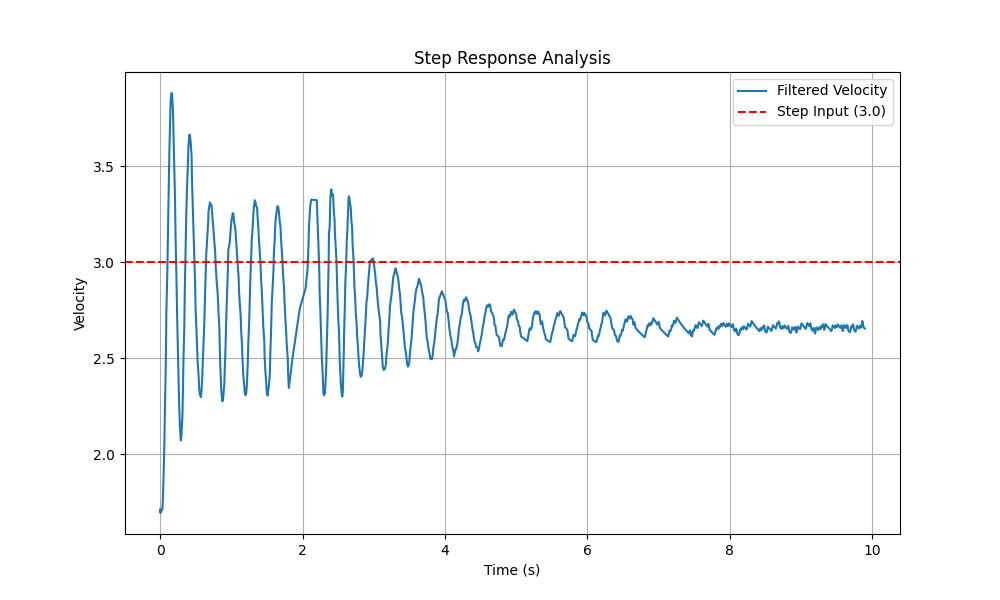 Step Response Analysis
Filtered Velocity
Step Input (3.0)
Velocity
3.5
3.0
2.5
2.0
0 2 4 6 8 10
Time (s)